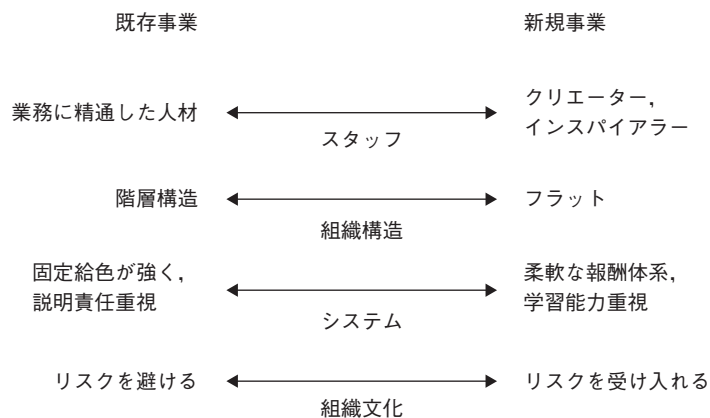 既存事業
新規事業
業務に精通した人材
クリエーター，
インスパイアラー
スタッフ
階層構造
フラット
組織構造
固定給色が強く，
説明責任重視
柔軟な報酬体系，
学習能力重視
システム
リスクを避ける
リスクを受け入れる
組織文化